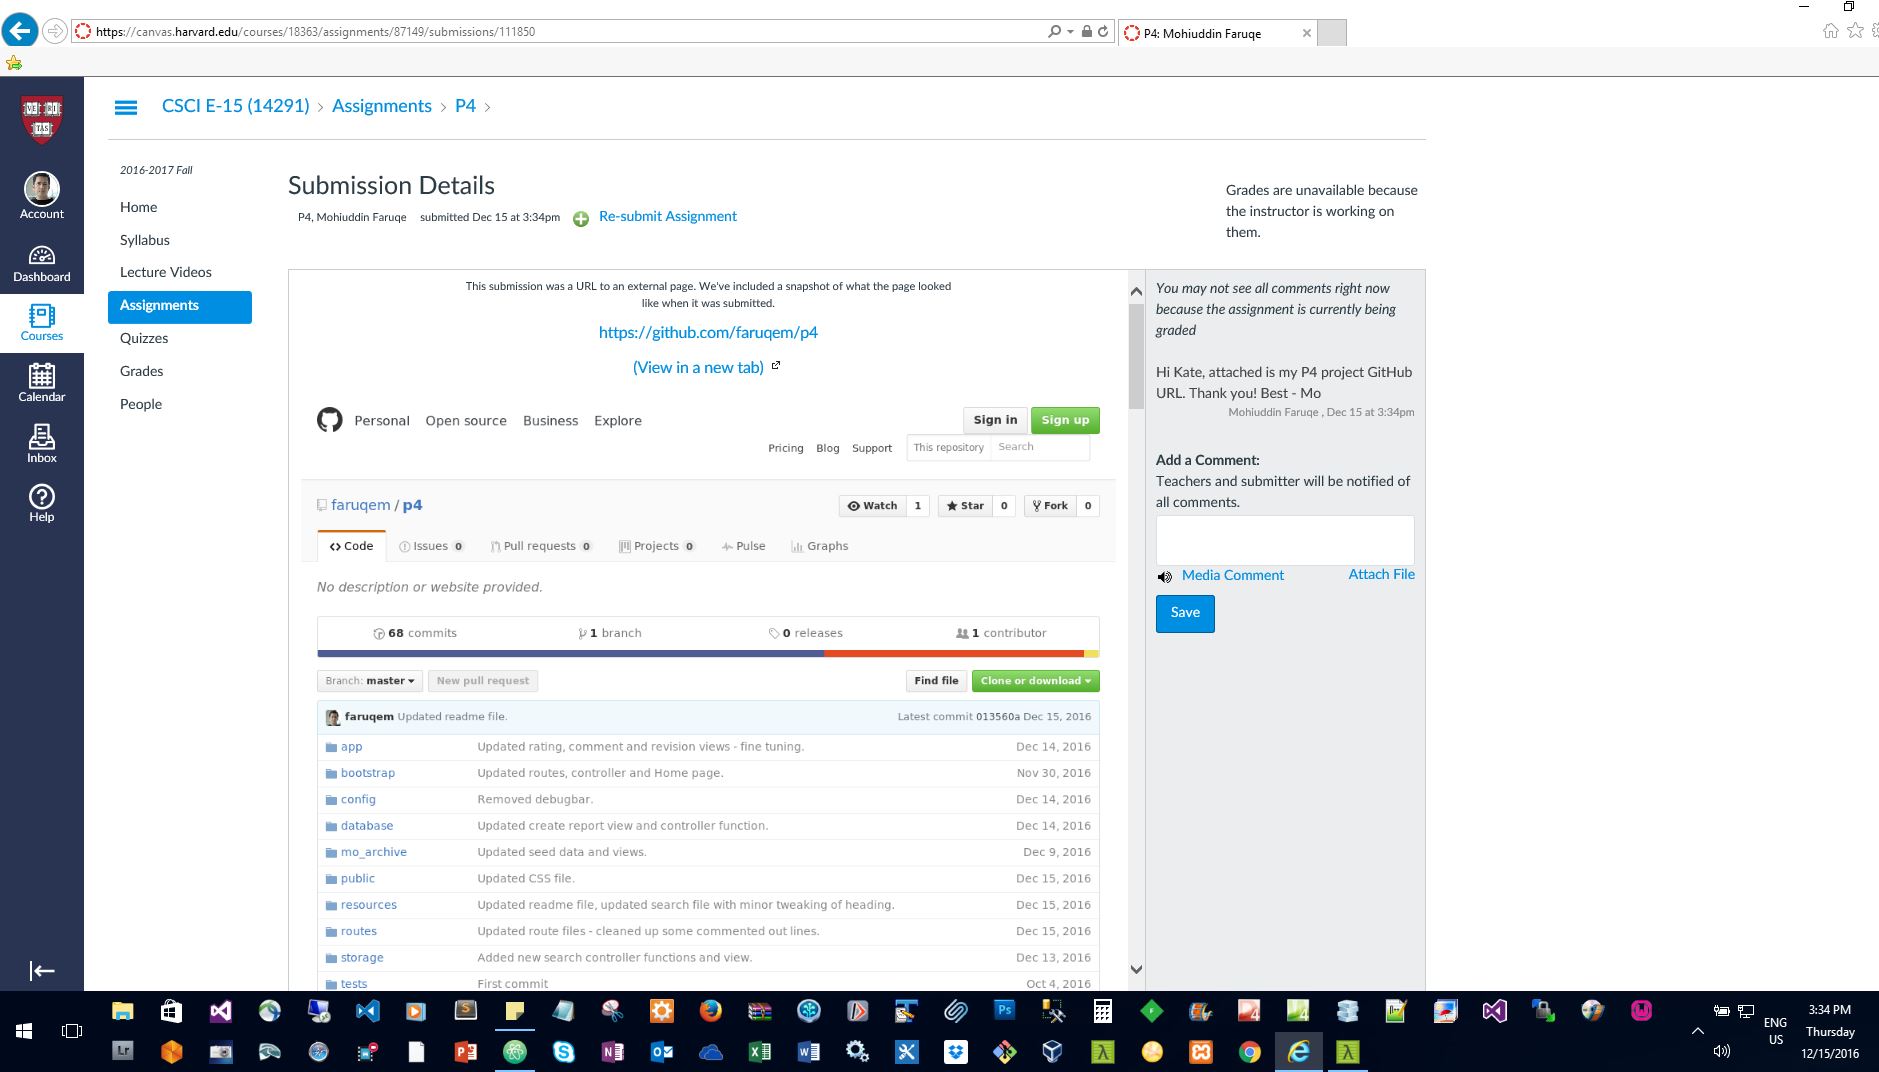 https://canvas.harvard.edu/courses/18363/assignments/87149/submissions/111850
P4: Mohiuddin Faruqe
VE RI
TAS
CSCI E-15 (14291) > Assignments > P4 >
Account
Dashboard
Courses
Calendar
Inbox
Help
2016-2017 Fall
Home
Syllabus
Lecture Videos
Assignments
Quizzes
Grades
People
Submission Details
P4, Mohiuddin Faruqe submitted Dec 15 at 3:34pm Re-submit Assignment
Grades are unavailable because
the instructor is working on
them.
This submission was a URL to an external page. We've included a snapshot of what the page looked
like when it was submitted.
https://github.com/faruqem/p4
(View in a new tab)
Personal Open source Business Explore Sign in Sign up
Pricing Blog Support This repository Search
faruqem / p4 Watch 1 Star 0 Fork 0
Code Issues 0 Pull requests 0 Projects 0 Pulse Graphs
No description or website provided.
68 commits 1 branch 0 releases 1 contributor
Branch: master New pull request Find file Clone or download
faruqem Updated readme file. Latest commit 013560a Dec 15, 2016
app Updated rating, comment and revision views - fine tuning. Dec 14, 2016
bootstrap Updated routes, controller and Home page. Nov 30, 2016
config Removed debugbar. Dec 14, 2016
database Updated create report view and controller function. Dec 14, 2016
mo_archive Updated seed data and views. Dec 9, 2016
public Updated CSS file. Dec 15, 2016
resources Updated readme file, updated search file with minor tweaking of heading. Dec 15, 2016
routes Updated route files - cleaned up some commented out lines. Dec 15, 2016
storage Added new search controller functions and view. Dec 13, 2016
tests First commit Oct 4, 2016
You may not see all comments right now
because the assignment is currently being
graded
Hi Kate, attached is my P4 project GitHub
URL. Thank you! Best - Mo
Mohiuddin Faruqe , Dec 15 at 3:34pm
Add a Comment:
Teachers and submitter will be notified of
all comments.
Media Comment Attach File
Save
Ps
Lr
ENG
US
3:34 PM
Thursday
12/15/2016